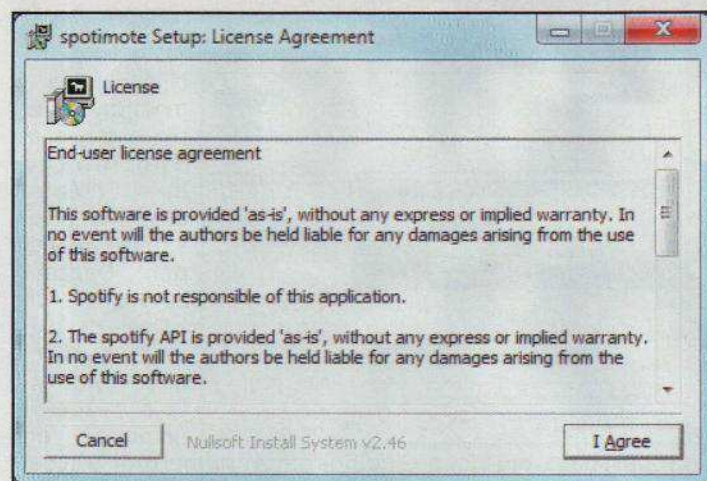 spotimote Setup: License Agreement
License
End-user license agreement
This software is provided 'as-is', without any express or implied warranty. In
no event will the authors be held liable for any damages arising from the use
of this software.
1. Spotify is not responsible of this application.
2. The spotify API is provided 'as-is', without any express or implied warranty.
In no event will the authors be held liable for any damages arising from the
use of this software.
Cancel
Nullsoft Install System v2.46
I Agree